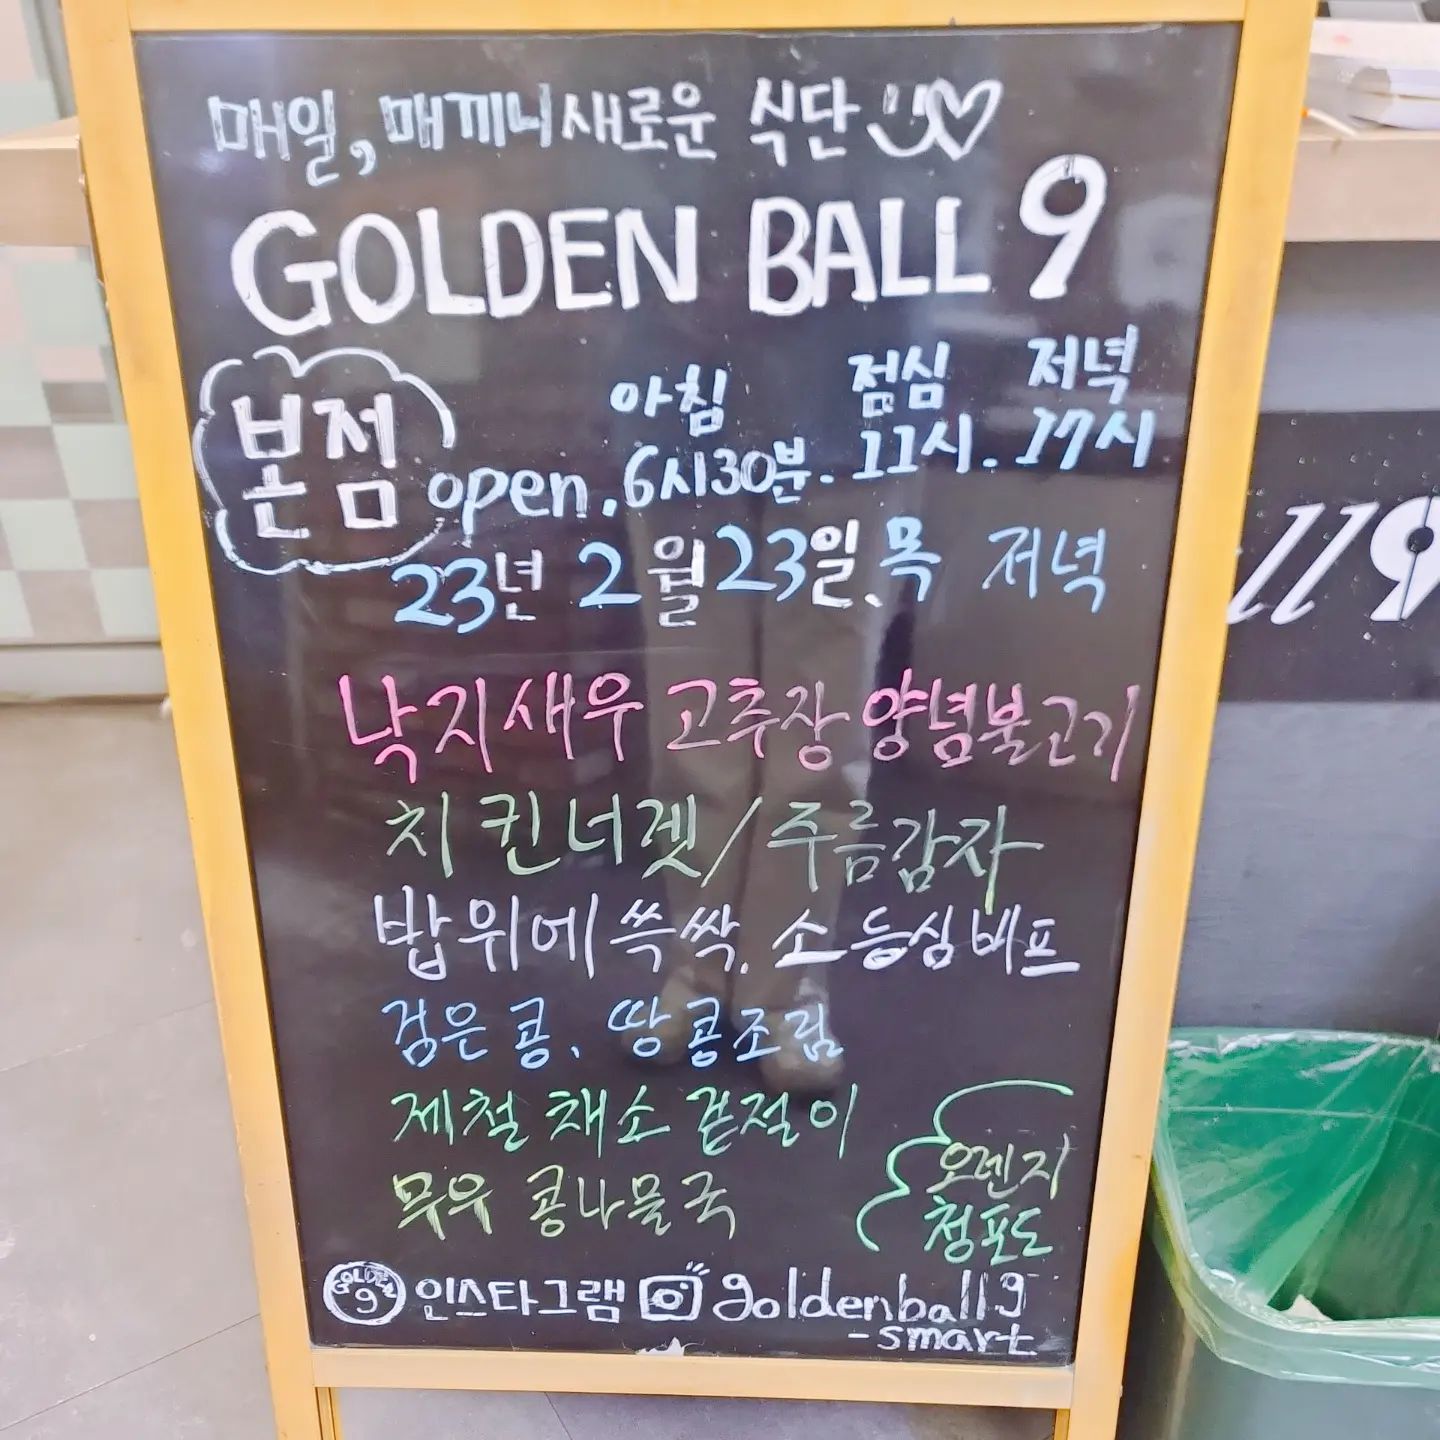 매일, 매끼니 새로운 식단
GOLDEN BALL 9
본점
아침 점심 저녁
open. 6시30분. 11시. 17시
23년 2월 23일. 목 저녁
낙지새우 고추장 양념불고기
치킨너겟/주름감자
밥위에 쓱싹. 소등심비프
검은콩. 땅콩조림
제철 채소 겉절이
무우 콩나물국
오렌지
청포도
GOLDEN 9
인스타그램 goldenball9
-smart
ll9